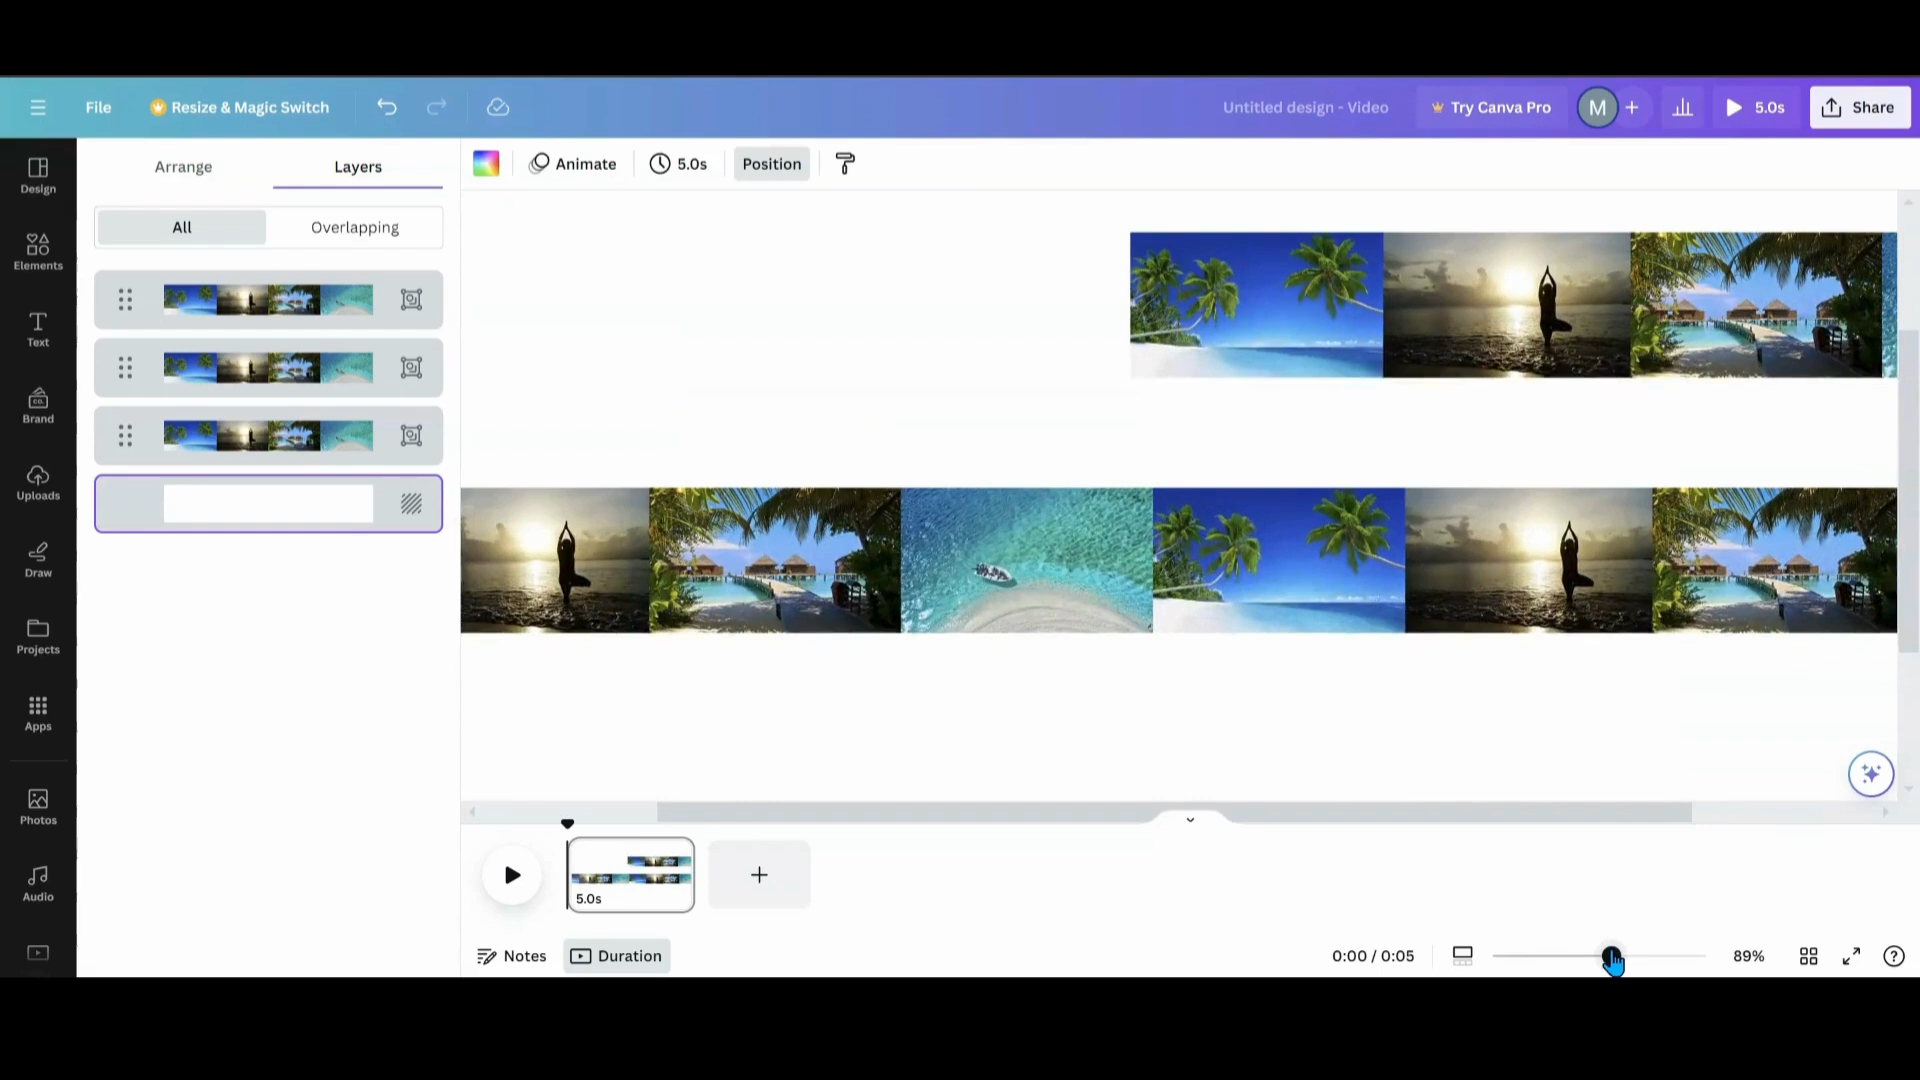 File
Resize & Magic Switch
Untitled design - Video
Try Canva Pro
M
5.0s
Share
Arrange
Layers
Animate
5.0s
Position
All
Overlapping
Design
Elements
Text
Brand
Uploads
Draw
Projects
Apps
Photos
Audio
CO.
5.0s
Notes
Duration
0:00 / 0:05
89%